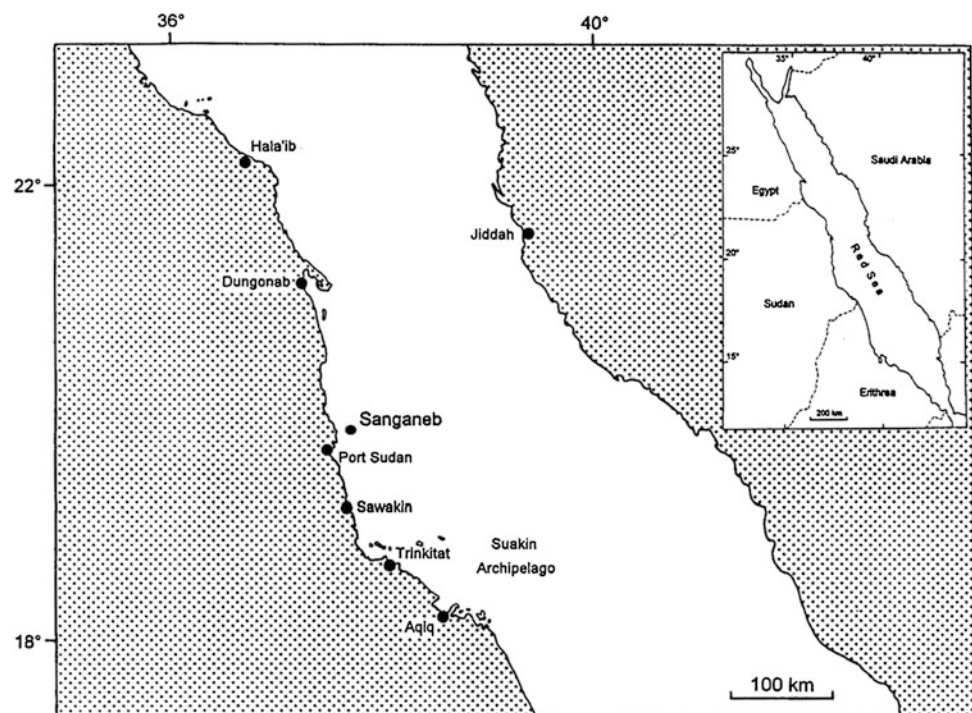 36°
40°
22°
18°
Hala'ib
Jiddah
Dungonab
Sanganeb
Port Sudan
Sawakin
Trinkitat
Suakin
Archipelago
Aqiq
100 km
35°
40°
25°
20°
15°
Saudi Arabia
Egypt
Red Sea
Sudan
Erithrea
200 km